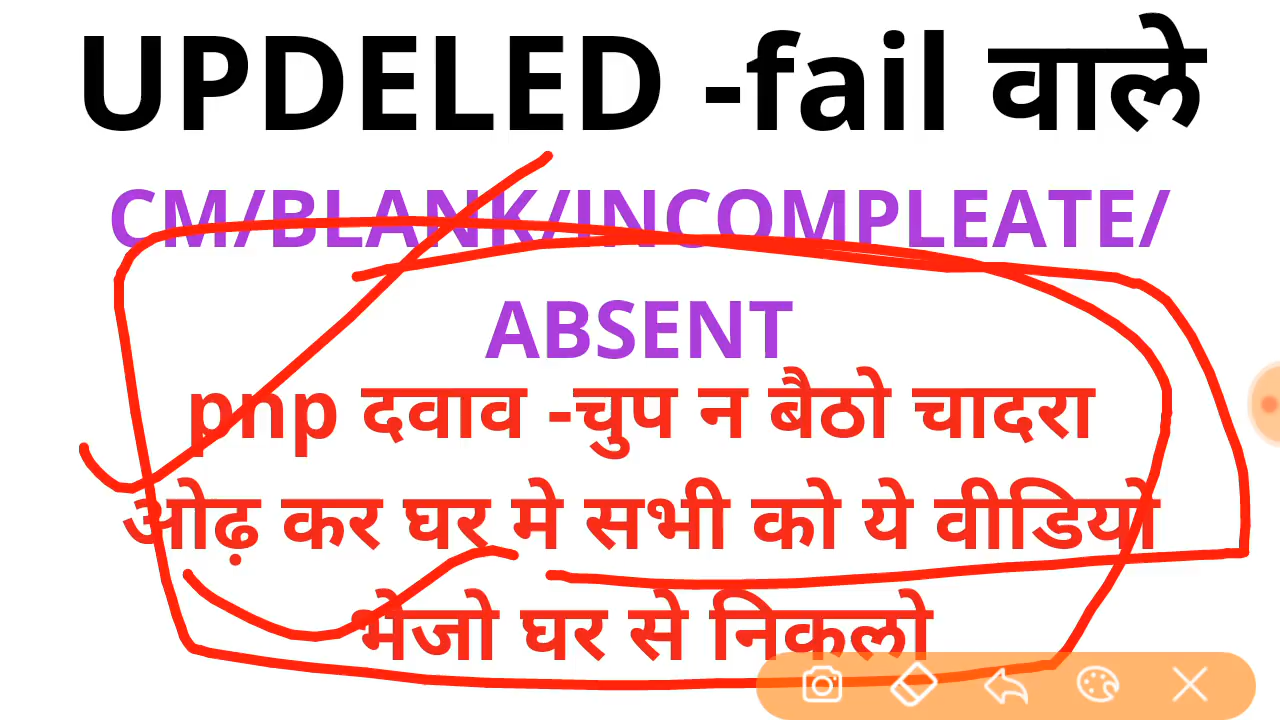 UPDELED -fail वाले
CM/BLANK/INCOMPLEATE/
ABSENT
pnp दवाव -चुप न बैठो चादरा
ओढ़ कर घर मे सभी को ये वीडियो
भेजो घर से निकलो